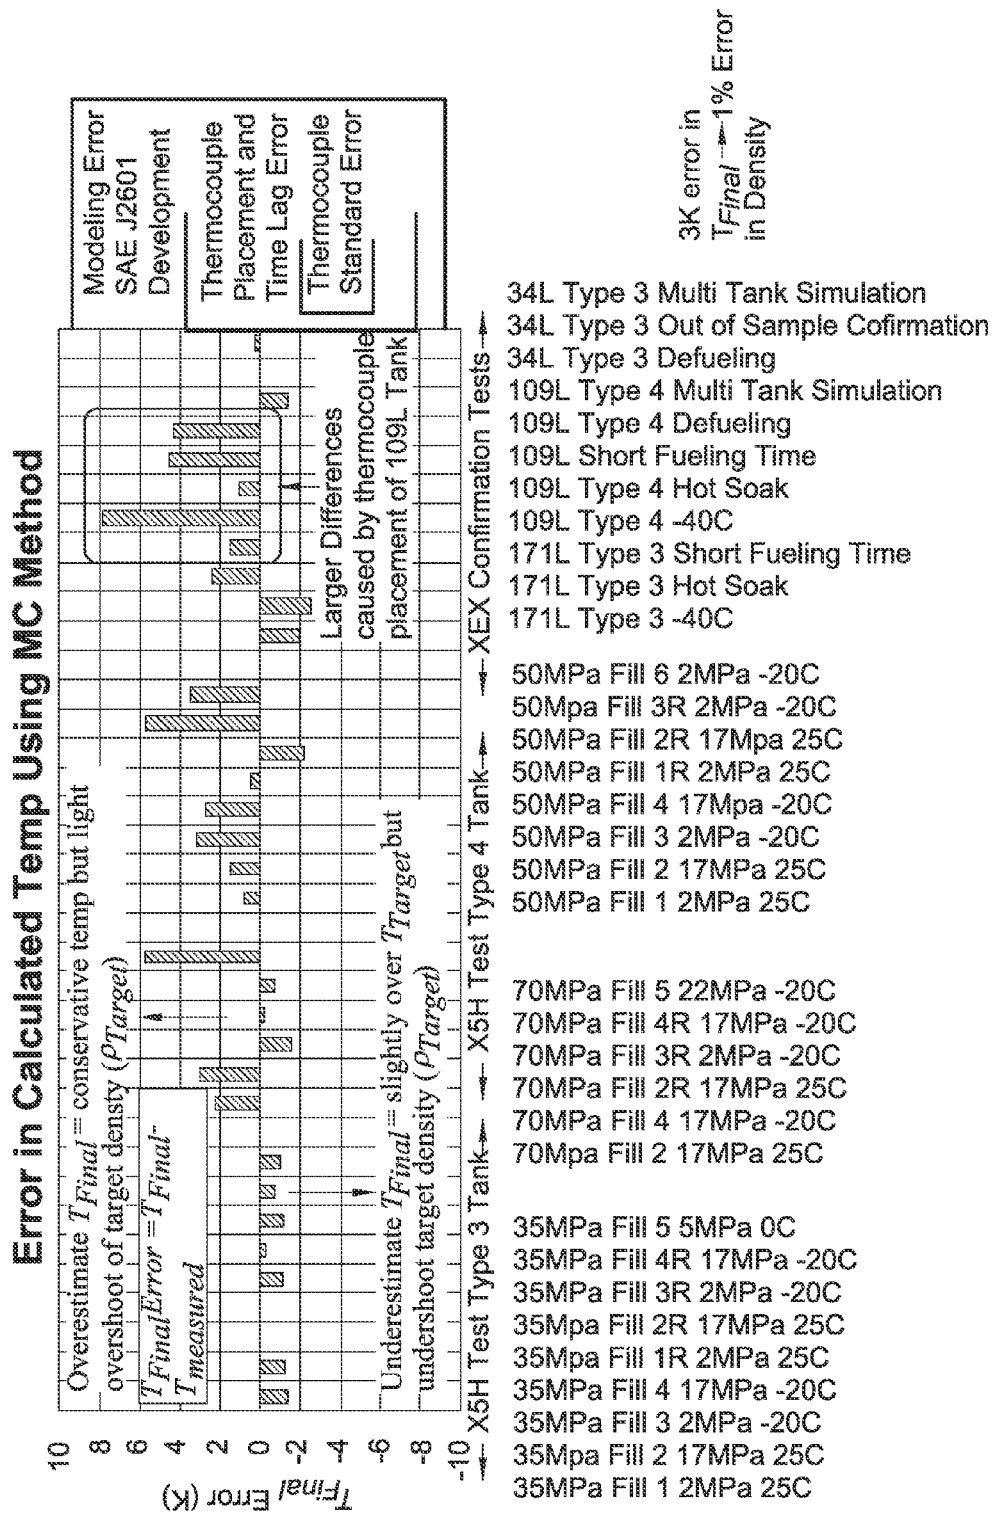 Error in Calculated Temp Using MC Method
T_Final Error (K)
10
8
6
4
2
0
-2
-4
-6
-8
-10
Overestimate T_Final = conservative temp but light
overshoot of target densty (ρ_Target)
T_FinalError = T_Final-
T_measured
Underestimate T_Final = slightly over T_Target but
undershoot target density (ρ_Target)
Larger Differences
caused by thermocouple
placement of 109L Tank
Modeling Error
SAE J2601
Development
Thermocouple
Placement and
Time Lag Error
Thermocouple
Standard Error
X5H Test Type 3 Tank
X5H Test Type 4 Tank
XEX Confirmation Tests
34L Type 3 Multi Tank Simulation
34L Type 3 Out of Sample Cofirmation
34L Type 3 Defueling
109L Type 4 Multi Tank Simulation
109L Type 4 Defueling
109L Short Fueling Time
109L Type 4 Hot Soak
109L Type 4 -40C
171L Type 3 Short Fueling Time
171L Type 3 Hot Soak
171L Type 3 -40C
50MPa Fill 6 2MPa -20C
50Mpa Fill 3R 2MPa -20C
50MPa Fill 2R 17Mpa 25C
50MPa Fill 1R 2MPa 25C
50MPa Fill 4 17Mpa -20C
50MPa Fill 3 2MPa -20C
50MPa Fill 2 17MPa 25C
50MPa Fill 1 2MPa 25C
70MPa Fill 5 22MPa -20C
70MPa Fill 4R 17MPa -20C
70MPa Fill 3R 2MPa -20C
70MPa Fill 2R 17MPa 25C
70MPa Fill 4 17MPa -20C
70Mpa Fill 2 17MPa 25C
35MPa Fill 5 5MPa 0C
35MPa Fill 4R 17MPa -20C
35MPa Fill 3R 2MPa -20C
35Mpa Fill 2R 17MPa 25C
35Mpa Fill 1R 2MPa 25C
35MPa Fill 4 17MPa -20C
35MPa Fill 3 2MPa -20C
35Mpa Fill 2 17MPa 25C
35MPa Fill 1 2MPa 25C
3K error in
T_Final → 1% Error
in Density